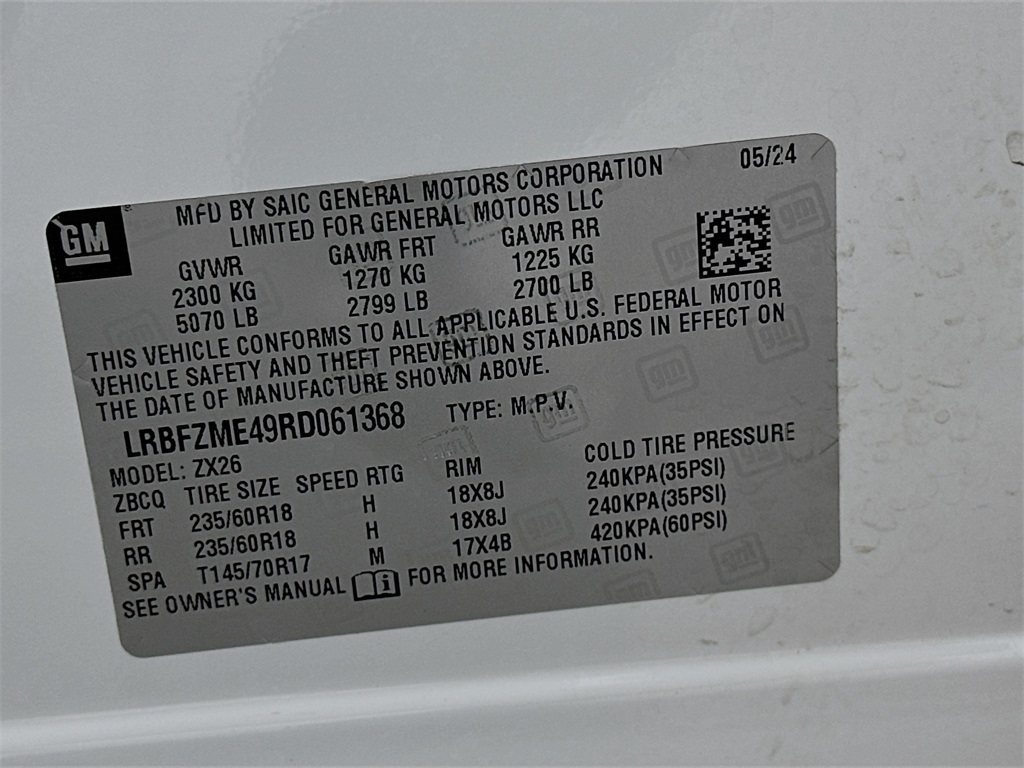 GM
MFD BY SAIC GENERAL MOTORS CORPORATION 05/24
LIMITED FOR GENERAL MOTORS LLC
GVWR GAWR FRT GAWR RR
2300 KG 1270 KG 1225 KG
5070 LB 2799 LB 2700 LB
THIS VEHICLE CONFORMS TO ALL APPLICABLE U.S. FEDERAL MOTOR
VEHICLE SAFETY AND THEFT PREVENTION STANDARDS IN EFFECT ON
THE DATE OF MANUFACTURE SHOWN ABOVE.
LRBFZME49RD061368 TYPE: M.P.V.
MODEL: ZX26
ZBCQ TIRE SIZE SPEED RTG RIM COLD TIRE PRESSURE
FRT 235/60R18 H 18X8J 240KPA(35PSI)
RR 235/60R18 H 18X8J 240KPA(35PSI)
SPA T145/70R17 M 17X4B 420KPA(60PSI)
SEE OWNER'S MANUAL FOR MORE INFORMATION.